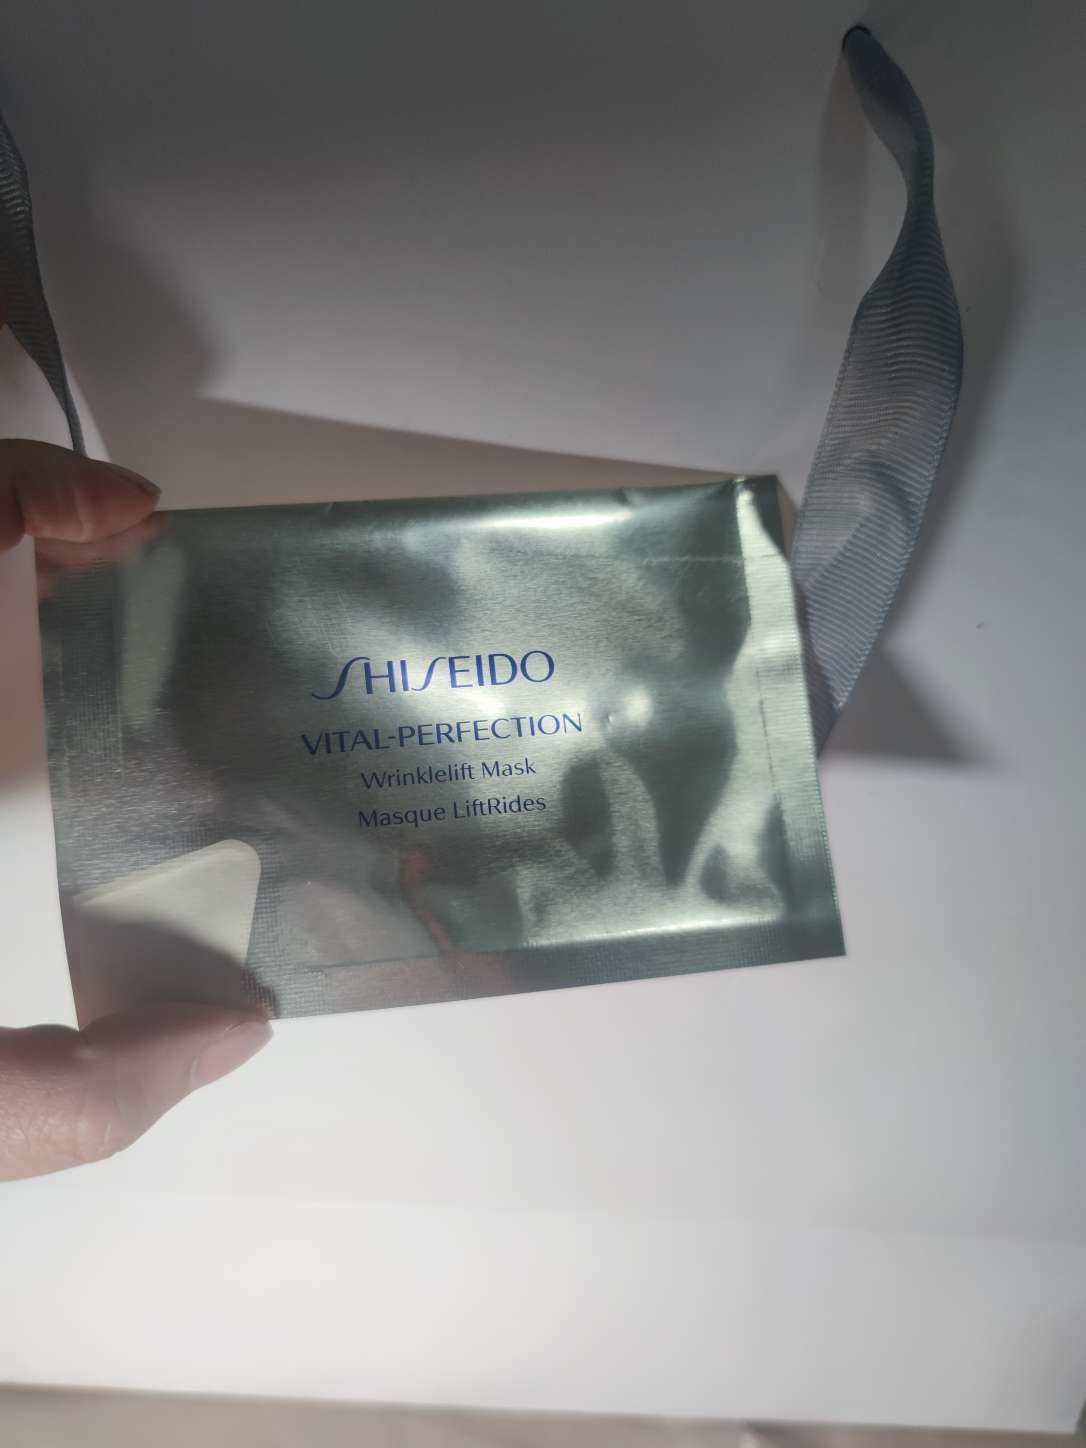 SHISEIDO
VITAL-PERFECTION
Wrinklelift Mask
Masque LiftRides